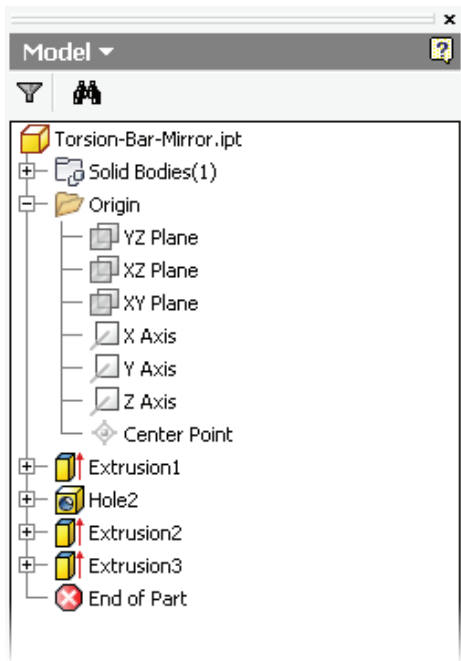 Model
Torsion-Bar-Mirror.ipt
Solid Bodies(1)
Origin
YZ Plane
XZ Plane
XY Plane
X Axis
Y Axis
Z Axis
Center Point
Extrusion1
Hole2
Extrusion2
Extrusion3
End of Part